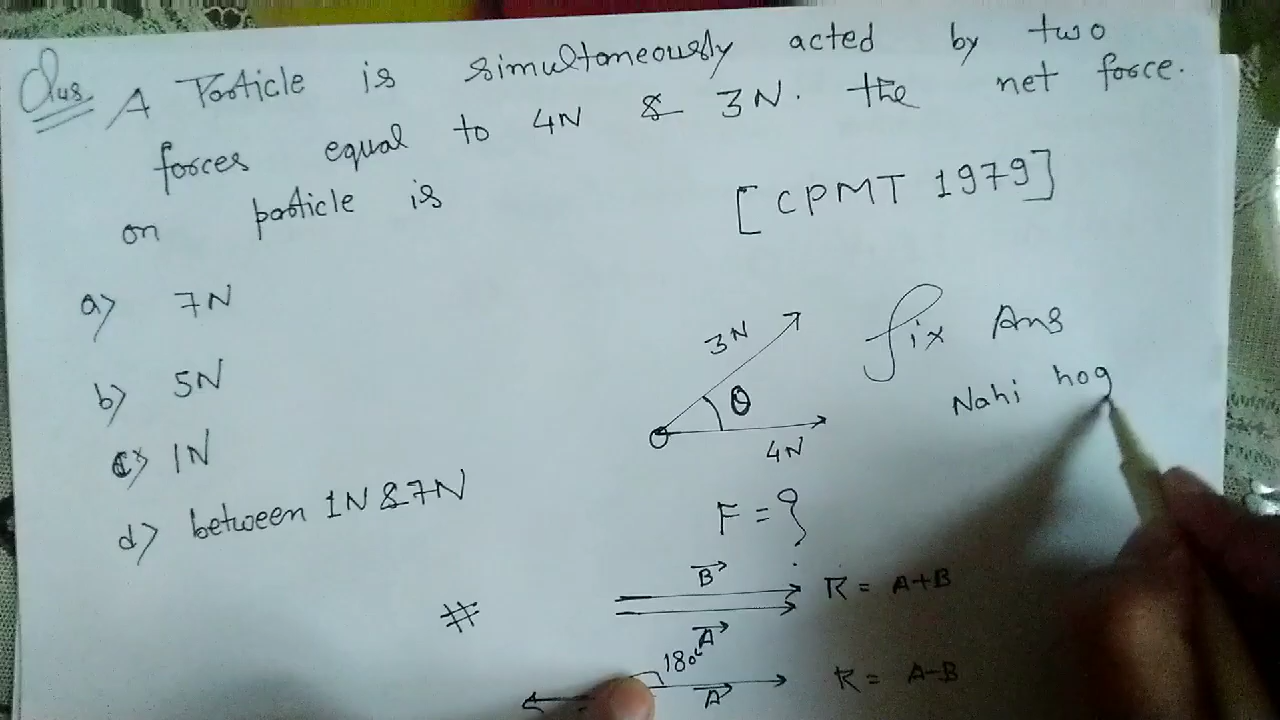 Ques A Particle is simultaneously acted by two
forces equal to 4N & 3N. the net force.
on particle is
[CPMT 1979]
a) 7N
b) 5N
c) 1N
d) between 1N & 7N
3N
θ
4N
F = ?
Fix Ans
Nahi hog
#
B
A
R = A+B
180°
A
R = A-B